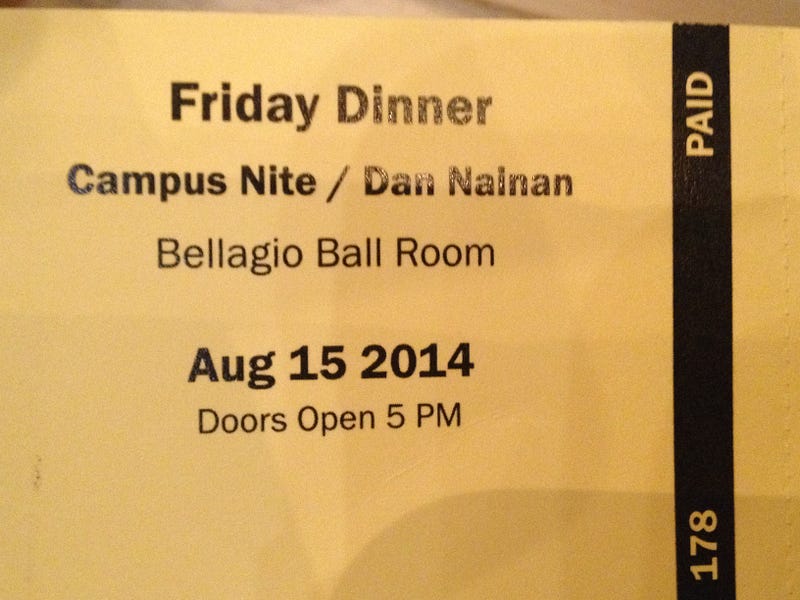 Friday Dinner
Campus Nite / Dan Nainan
Bellagio Ball Room
Aug 15 2014
Doors Open 5 PM
PAID
178